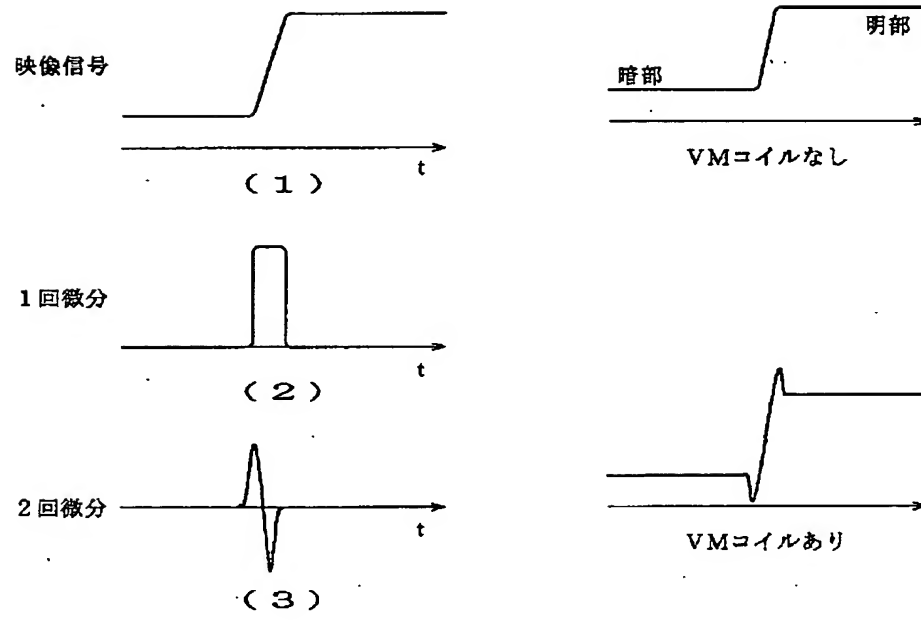 映像信号
t
(1)
1回微分
t
(2)
2回微分
t
(3)
明部
暗部
VMコイルなし
VMコイルあり